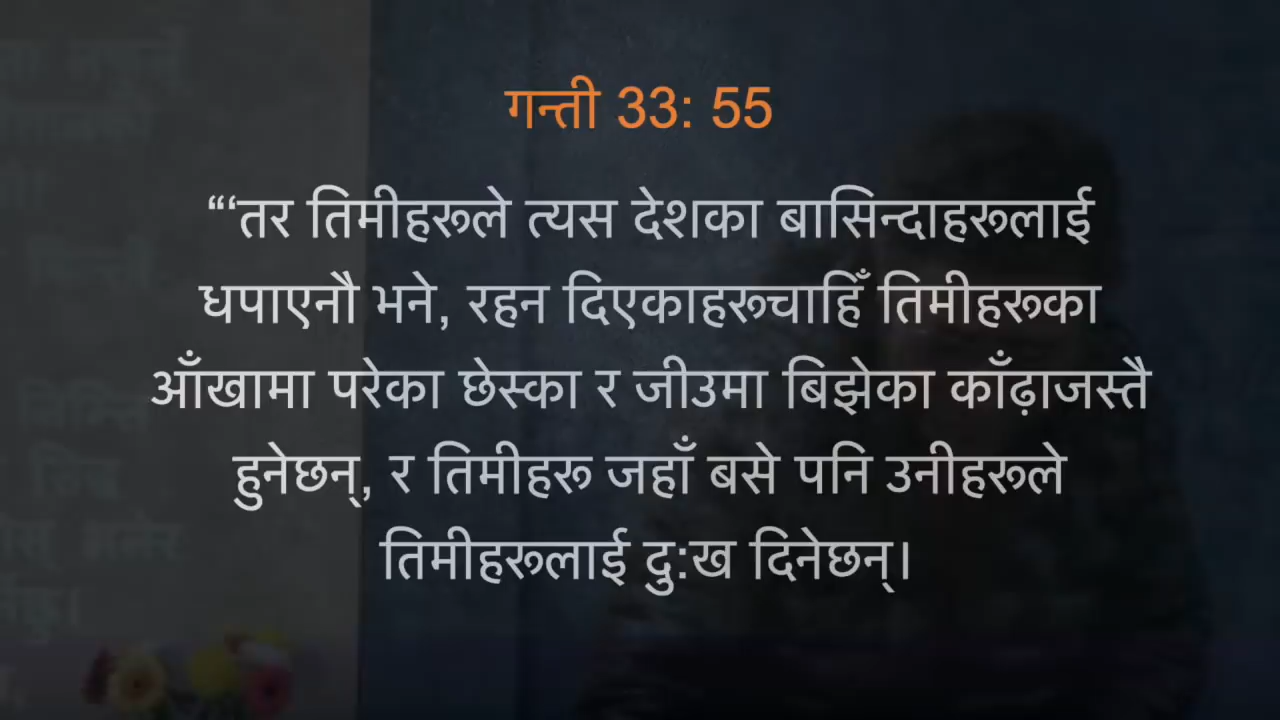 गन्ती 33: 55
“‘तर तिमीहरूले त्यस देशका बासिन्दाहरूलाई
धपाएनौ भने, रहन दिएकाहरूचाहिँ तिमीहरूका
आँखामा परेका छेस्का र जीउमा बिझेका काँढ़ाजस्तै
हुनेछन्, र तिमीहरू जहाँ बसे पनि उनीहरूले
तिमीहरूलाई दु:ख दिनेछन्।